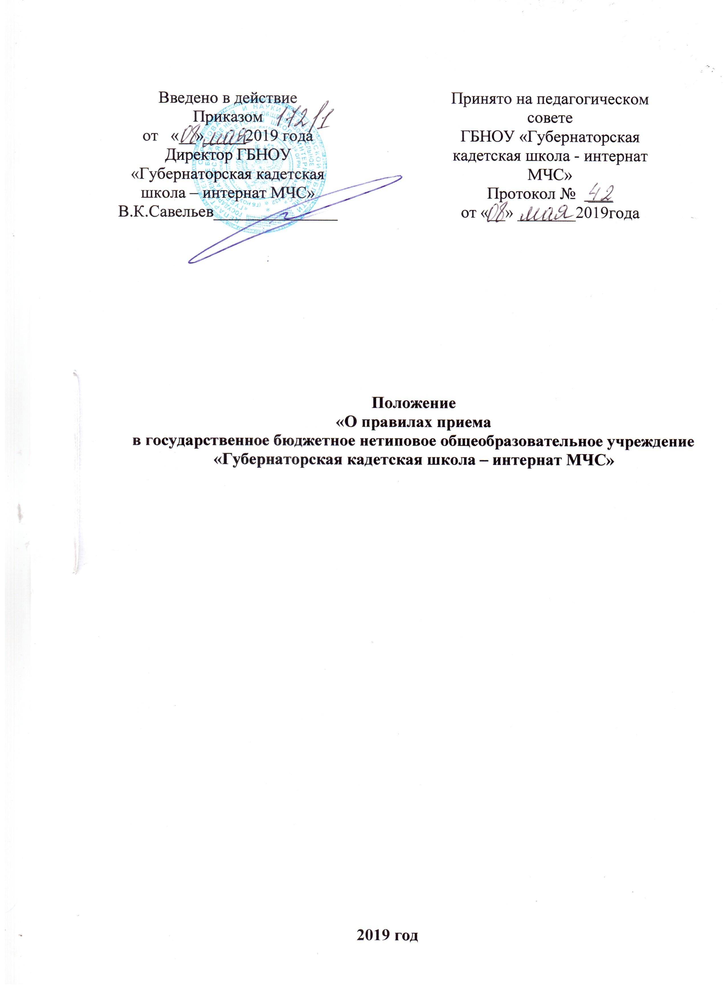 Введено в действие
Приказом 172/1
от «08» мая 2019 года
Директор ГБНОУ
«Губернаторская кадетская
школа – интернат МЧС»
В.К.Савельев____________
Принято на педагогическом
совете
ГБНОУ «Губернаторская
кадетская школа - интернат
МЧС»
Протокол № 42
от «08» мая 2019года
Положение
«О правилах приема
в государственное бюджетное нетиповое общеобразовательное учреждение
«Губернаторская кадетская школа – интернат МЧС»
2019 год